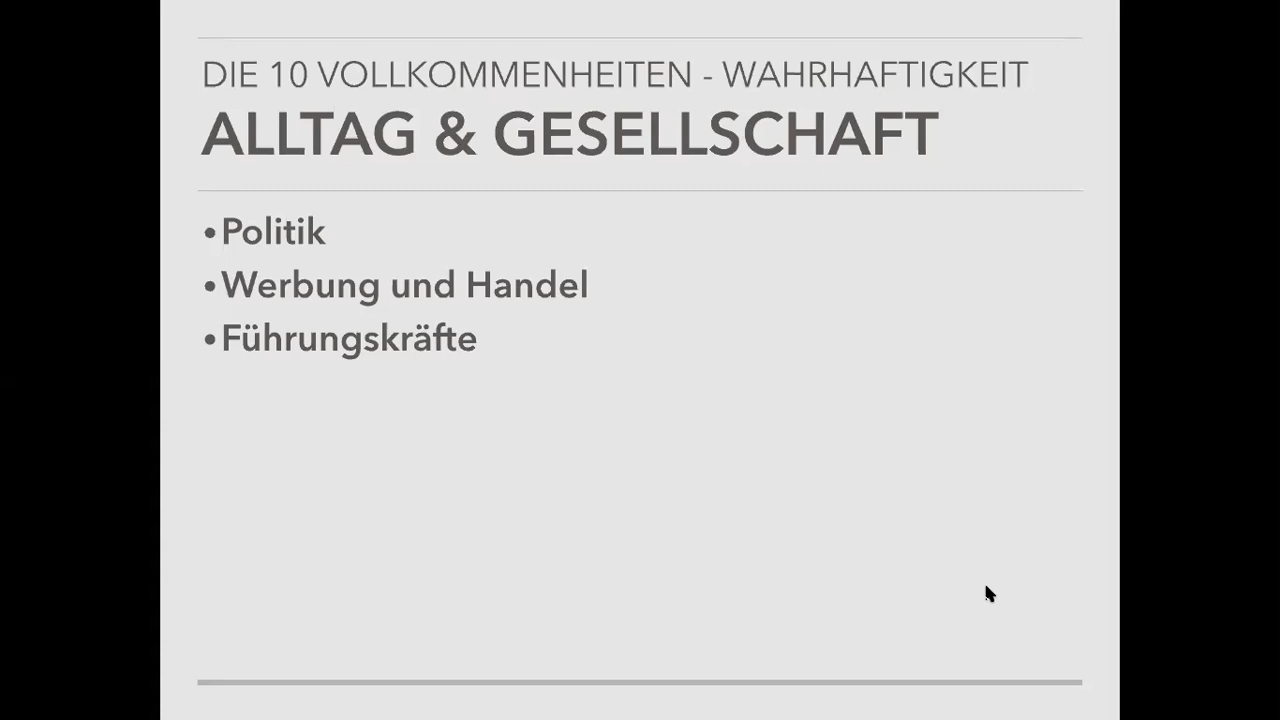 DIE 10 VOLLKOMMENHEITEN - WAHRHAFTIGKEIT
ALLTAG & GESELLSCHAFT
•Politik
•Werbung und Handel
•Führungskräfte